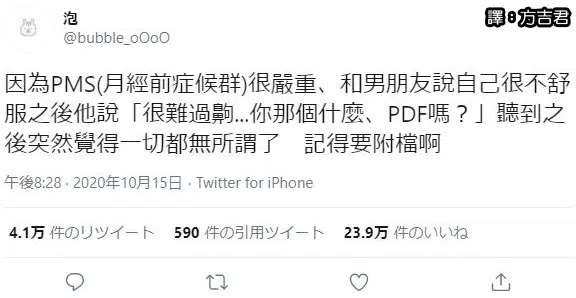 譯:方吉君
泡
@bubble_oOoO
因為PMS(月經前症候群)很嚴重、和男朋友說自己很不舒
服之後他說「很難過齁...你那個什麼、PDF嗎？」聽到之
後突然覺得一切都無所謂了　記得要附檔啊
午後8:28 · 2020年10月15日 · Twitter for iPhone
4.1万 件のリツイート 590 件の引用ツイート 23.9万 件のいいね